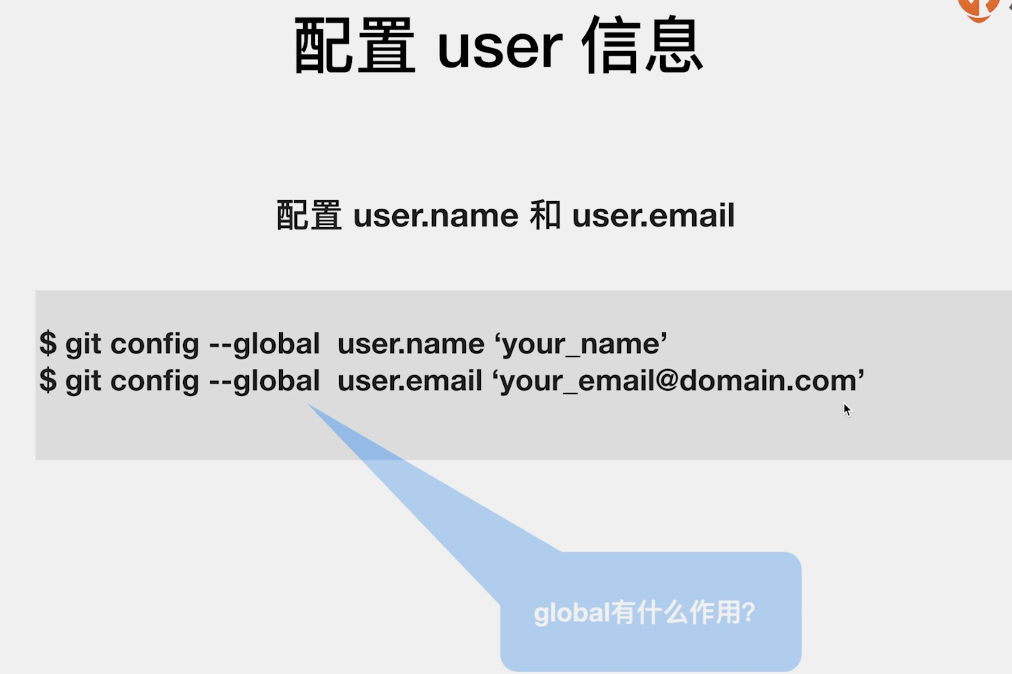 配置 user 信息
配置 user.name 和 user.email
$ git config --global  user.name ‘your_name’
$ git config --global  user.email ‘your_email@domain.com’
global有什么作用?